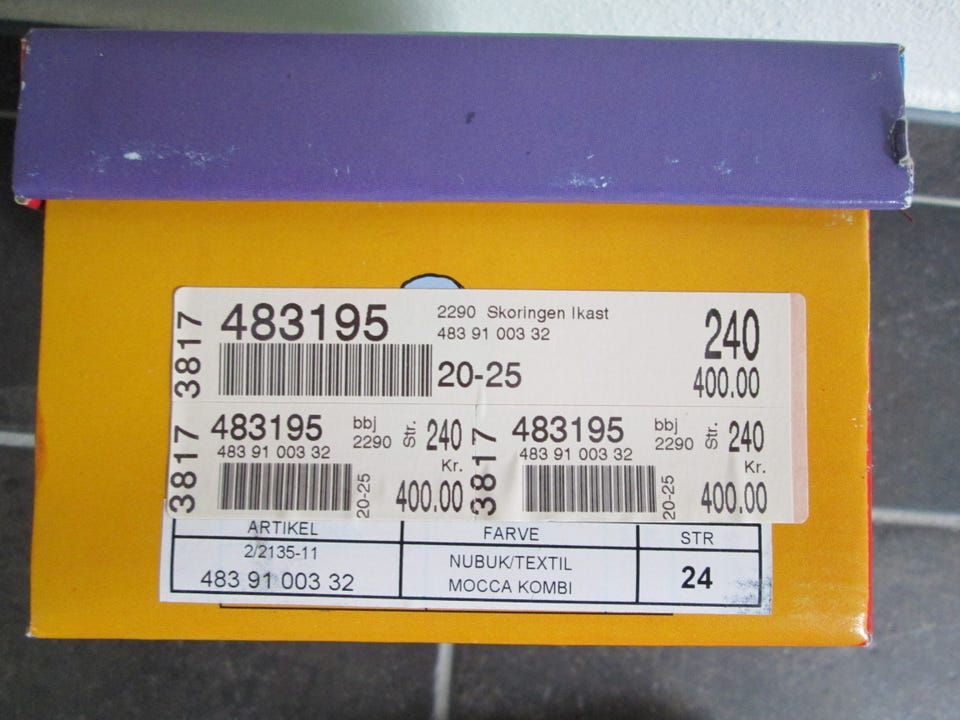 3817
483195
2290 Skoringen Ikast
483 91 003 32
20-25
240
400.00
3817
483195
483 91 003 32
bbj
2290
Str. 240
Kr.
20-25
400.00
3817
483195
483 91 003 32
bbj
2290
Str. 240
Kr.
20-25
400.00
ARTIKEL FARVE STR
2/2135-11
483 91 003 32
NUBUK/TEXTIL
MOCCA KOMBI
24